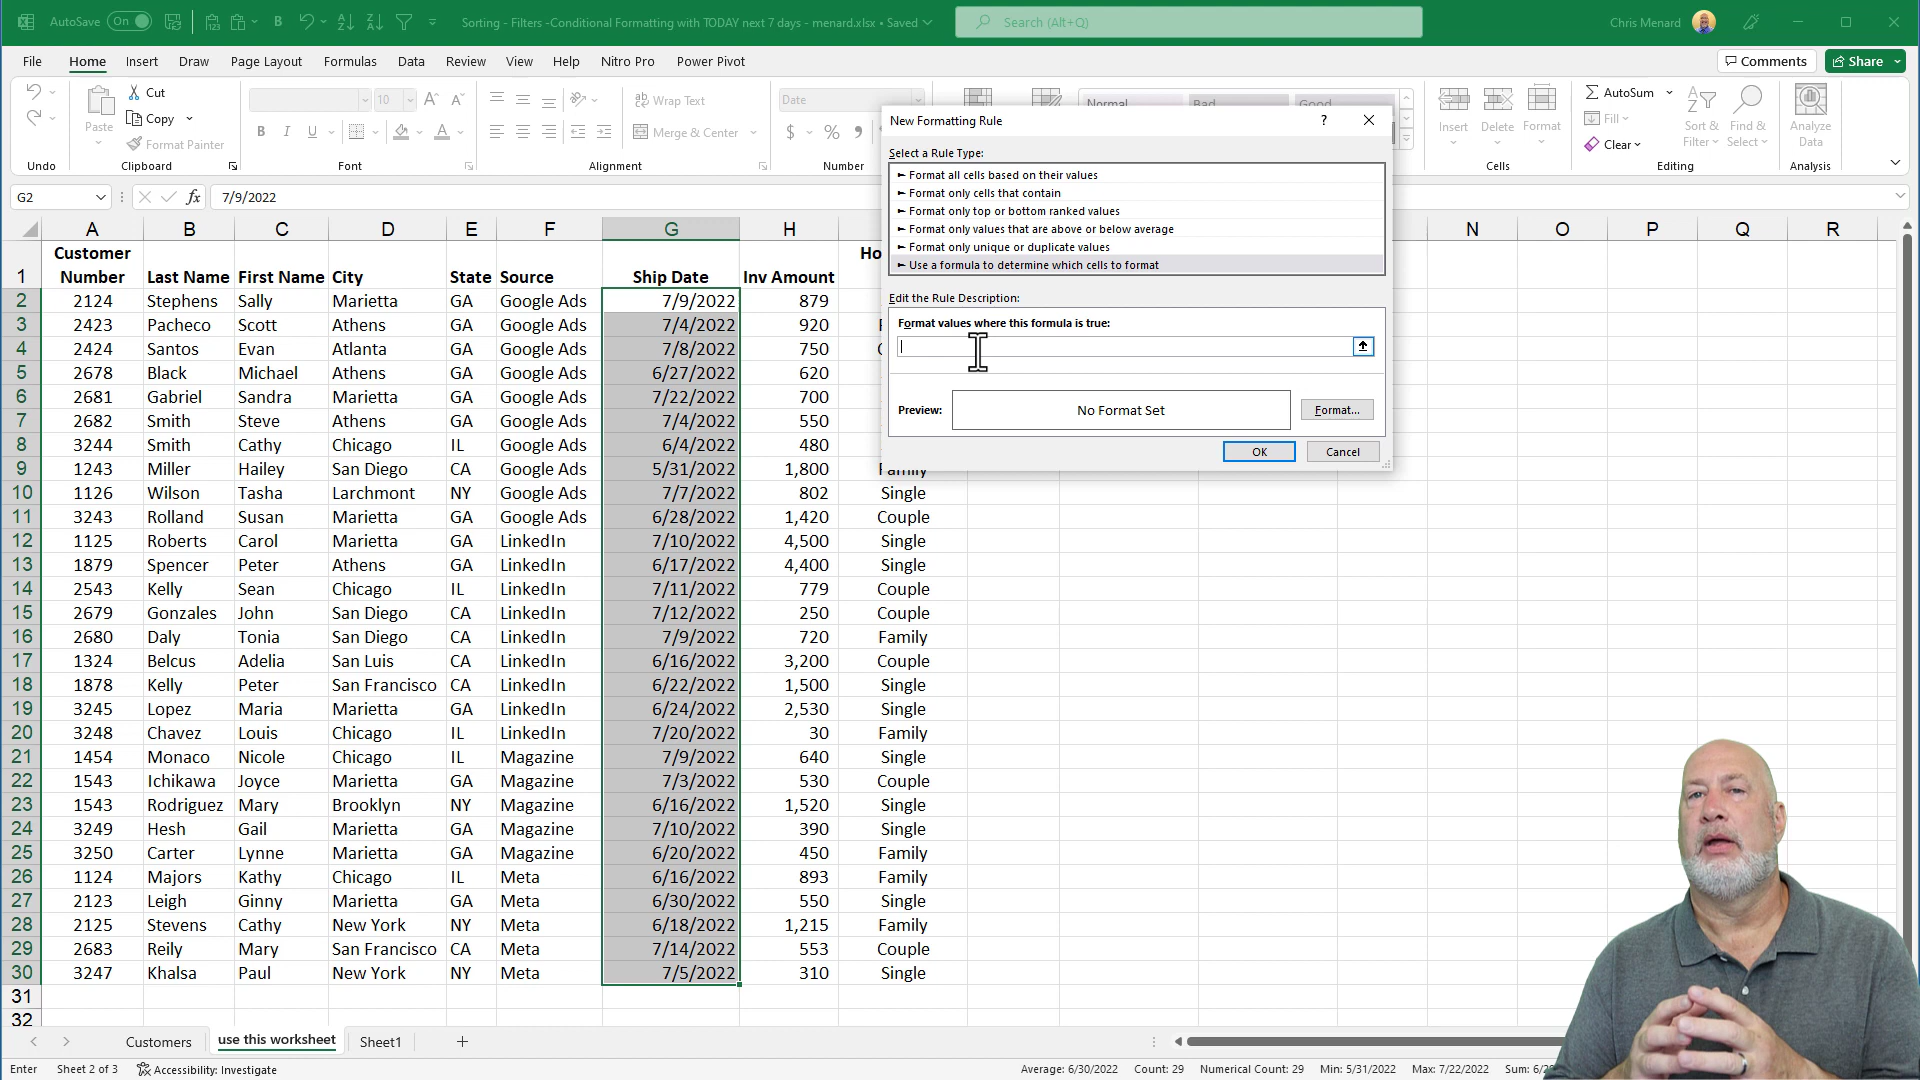 AutoSave On B Sorting - Filters -Conditional Formatting with TODAY next 7 days - menard.xlsx • Saved Search (Alt+Q) Chris Menard
File Home Insert Draw Page Layout Formulas Data Review View Help Nitro Pro Power Pivot Comments Share
Undo
Paste Cut Copy Format Painter Clipboard
10 A A B I U A Font
ab Wrap Text Merge & Center Alignment
Date $ % , Number
Normal Bad Good
Insert Delete Format Cells
AutoSum Fill Clear Sort & Filter Find & Select Editing
Analyze Data Analysis
G2 fx 7/9/2022
New Formatting Rule ?
Select a Rule Type:
► Format all cells based on their values
► Format only cells that contain
► Format only top or bottom ranked values
► Format only values that are above or below average
► Format only unique or duplicate values
► Use a formula to determine which cells to format
Edit the Rule Description:
Format values where this formula is true:
Preview: No Format Set Format...
OK Cancel
A B C D E F G H N O P Q R
1 Customer Number Last Name First Name City State Source Ship Date Inv Amount Ho
2 2124 Stephens Sally Marietta GA Google Ads 7/9/2022 879
3 2423 Pacheco Scott Athens GA Google Ads 7/4/2022 920
4 2424 Santos Evan Atlanta GA Google Ads 7/8/2022 750
5 2678 Black Michael Athens GA Google Ads 6/27/2022 620
6 2681 Gabriel Sandra Marietta GA Google Ads 7/22/2022 700
7 2682 Smith Steve Athens GA Google Ads 7/4/2022 550
8 3244 Smith Cathy Chicago IL Google Ads 6/4/2022 480
9 1243 Miller Hailey San Diego CA Google Ads 5/31/2022 1,800 Family
10 1126 Wilson Tasha Larchmont NY Google Ads 7/7/2022 802 Single
11 3243 Rolland Susan Marietta GA Google Ads 6/28/2022 1,420 Couple
12 1125 Roberts Carol Marietta GA LinkedIn 7/10/2022 4,500 Single
13 1879 Spencer Peter Athens GA LinkedIn 6/17/2022 4,400 Single
14 2543 Kelly Sean Chicago IL LinkedIn 7/11/2022 779 Couple
15 2679 Gonzales John San Diego CA LinkedIn 7/12/2022 250 Couple
16 2680 Daly Tonia San Diego CA LinkedIn 7/9/2022 720 Family
17 1324 Belcus Adelia San Luis CA LinkedIn 6/16/2022 3,200 Couple
18 1878 Kelly Peter San Francisco CA LinkedIn 6/22/2022 1,500 Single
19 3245 Lopez Maria Marietta GA LinkedIn 6/24/2022 2,530 Single
20 3248 Chavez Louis Chicago IL LinkedIn 7/20/2022 30 Family
21 1454 Monaco Nicole Chicago IL Magazine 7/9/2022 640 Single
22 1543 Ichikawa Joyce Marietta GA Magazine 7/3/2022 530 Couple
23 1543 Rodriguez Mary Brooklyn NY Magazine 6/16/2022 1,520 Single
24 3249 Hesh Gail Marietta GA Magazine 7/10/2022 390 Single
25 3250 Carter Lynne Marietta GA Magazine 6/20/2022 450 Family
26 1124 Majors Kathy Chicago IL Meta 6/16/2022 893 Family
27 2123 Leigh Ginny Marietta GA Meta 6/30/2022 550 Single
28 2125 Stevens Cathy New York NY Meta 6/18/2022 1,215 Family
29 2683 Reily Mary San Francisco CA Meta 7/14/2022 553 Couple
30 3247 Khalsa Paul New York NY Meta 7/5/2022 310 Single
31
32
Customers use this worksheet Sheet1
Enter Sheet 2 of 3 Accessibility: Investigate Average: 6/30/2022 Count: 29 Numerical Count: 29 Min: 5/31/2022 Max: 7/22/2022 Sum: